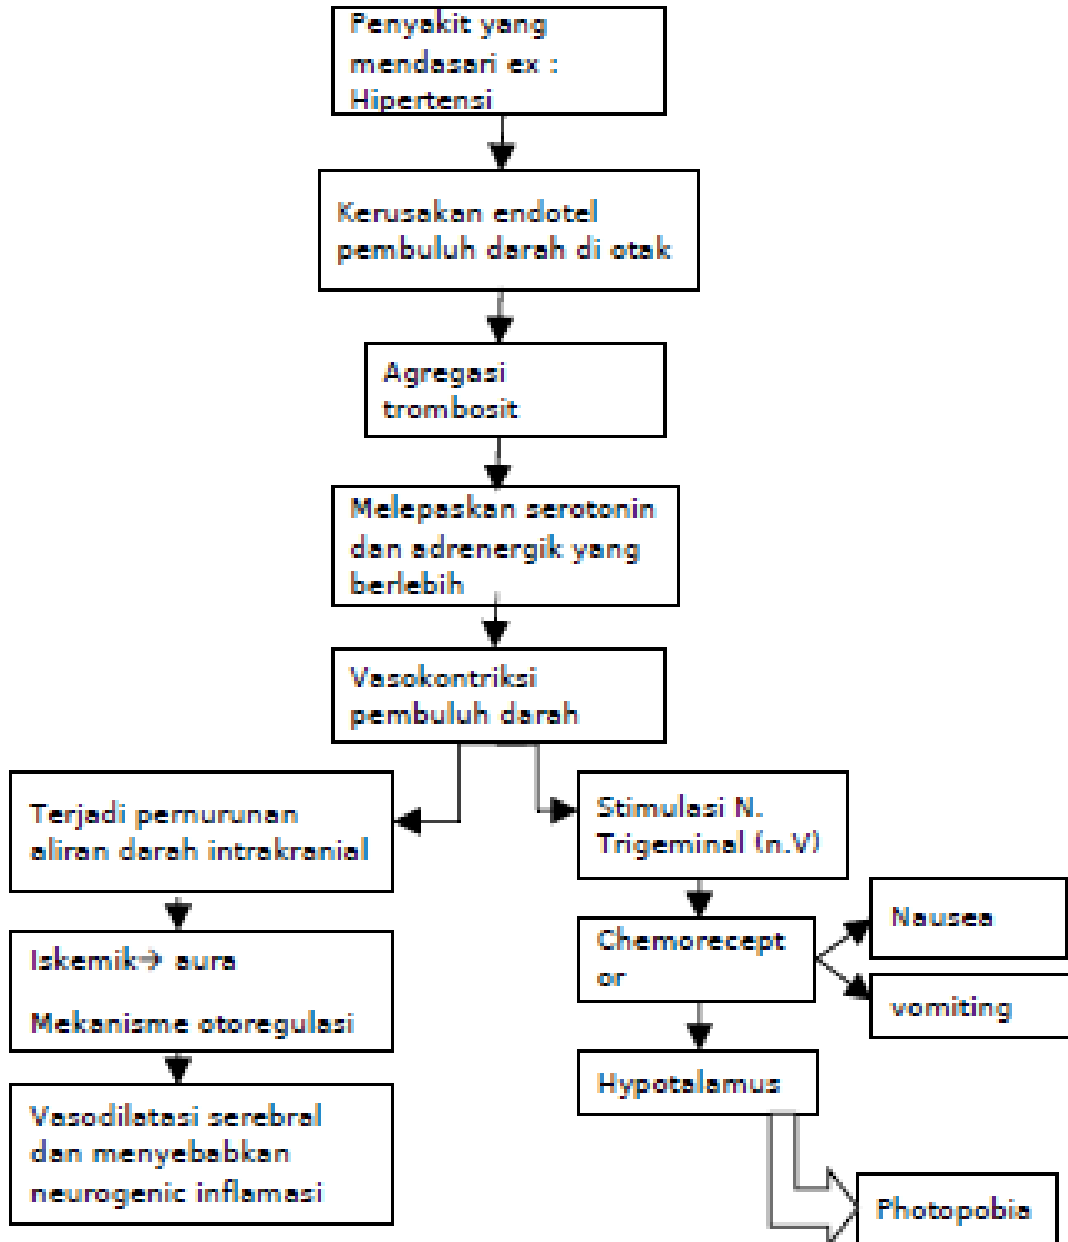 Penyakit yang
mendasari ex :
Hipertensi
Kerusakan endotel
pembuluh darah di otak
Agregasi
trombosit
Melepaskan serotonin
dan adrenergik yang
berlebih
Vasokontriksi
pembuluh darah
Terjadi pernurunan
aliran darah intrakranial
Stimulasi N.
Trigeminal (n.V)
Iskemik→ aura
Mekanisme otoregulasi
Chemorecept
or
Nausea
vomiting
Vasodilatasi serebral
dan menyebabkan
neurogenic inflamasi
Hypotalamus
Photopobia